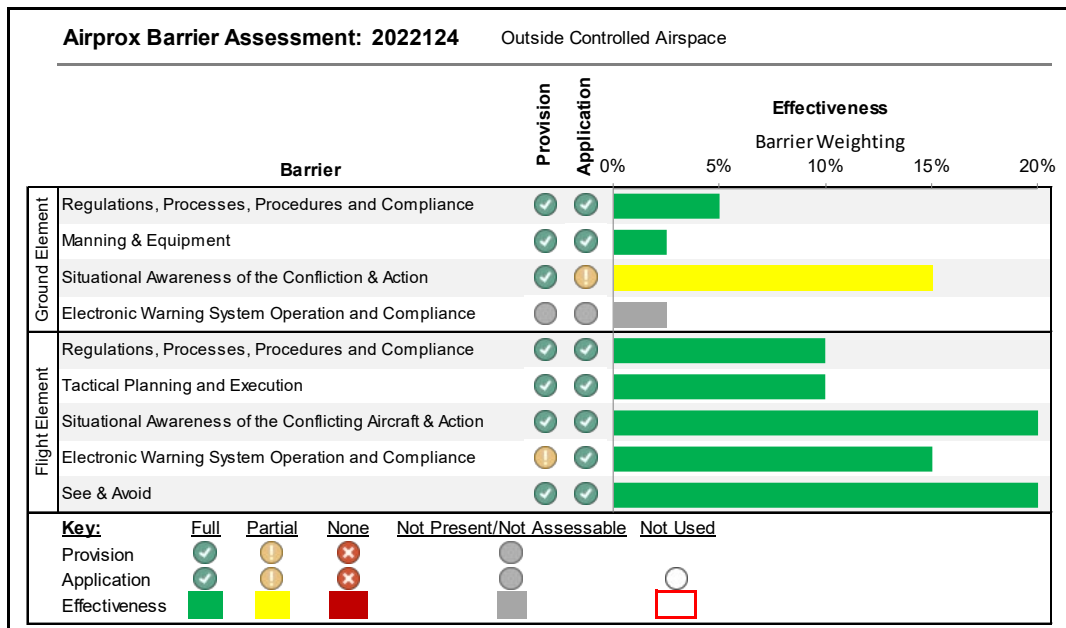 Airprox Barrier Assessment: 2022124 Outside Controlled Airspace
Barrier
Provision
Application
Effectiveness
Barrier Weighting
0% 5% 10% 15% 20%
Ground Element
Regulations, Processes, Procedures and Compliance
Manning & Equipment
Situational Awareness of the Confliction & Action
Electronic Warning System Operation and Compliance
Flight Element
Regulations, Processes, Procedures and Compliance
Tactical Planning and Execution
Situational Awareness of the Conflicting Aircraft & Action
Electronic Warning System Operation and Compliance
See & Avoid
Key: Full Partial None Not Present/Not Assessable Not Used
Provision
Application
Effectiveness